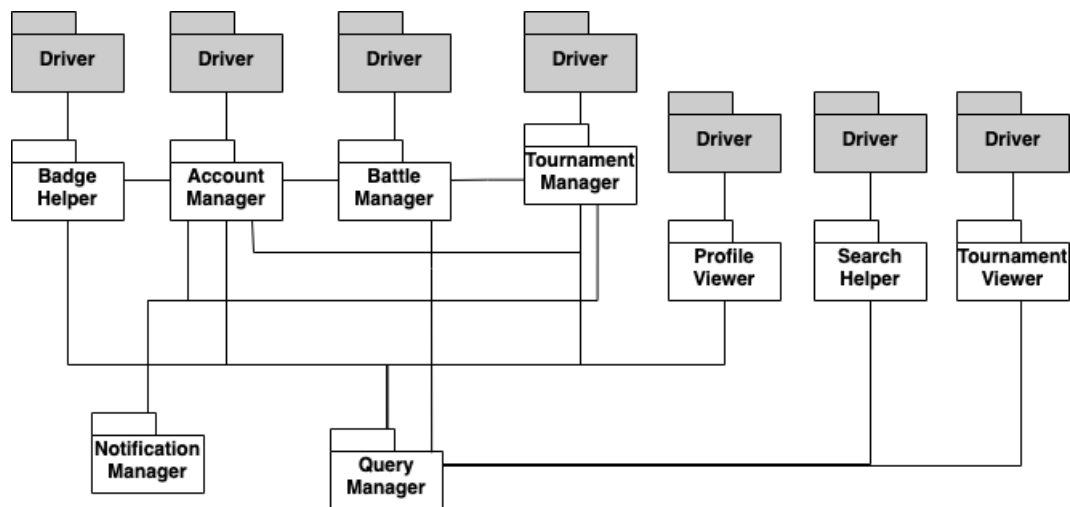 Driver
Driver
Driver
Driver
Driver
Driver
Driver
Badge
Helper
Account
Manager
Battle
Manager
Tournament
Manager
Profile
Viewer
Search
Helper
Tournament
Viewer
Notification
Manager
Query
Manager